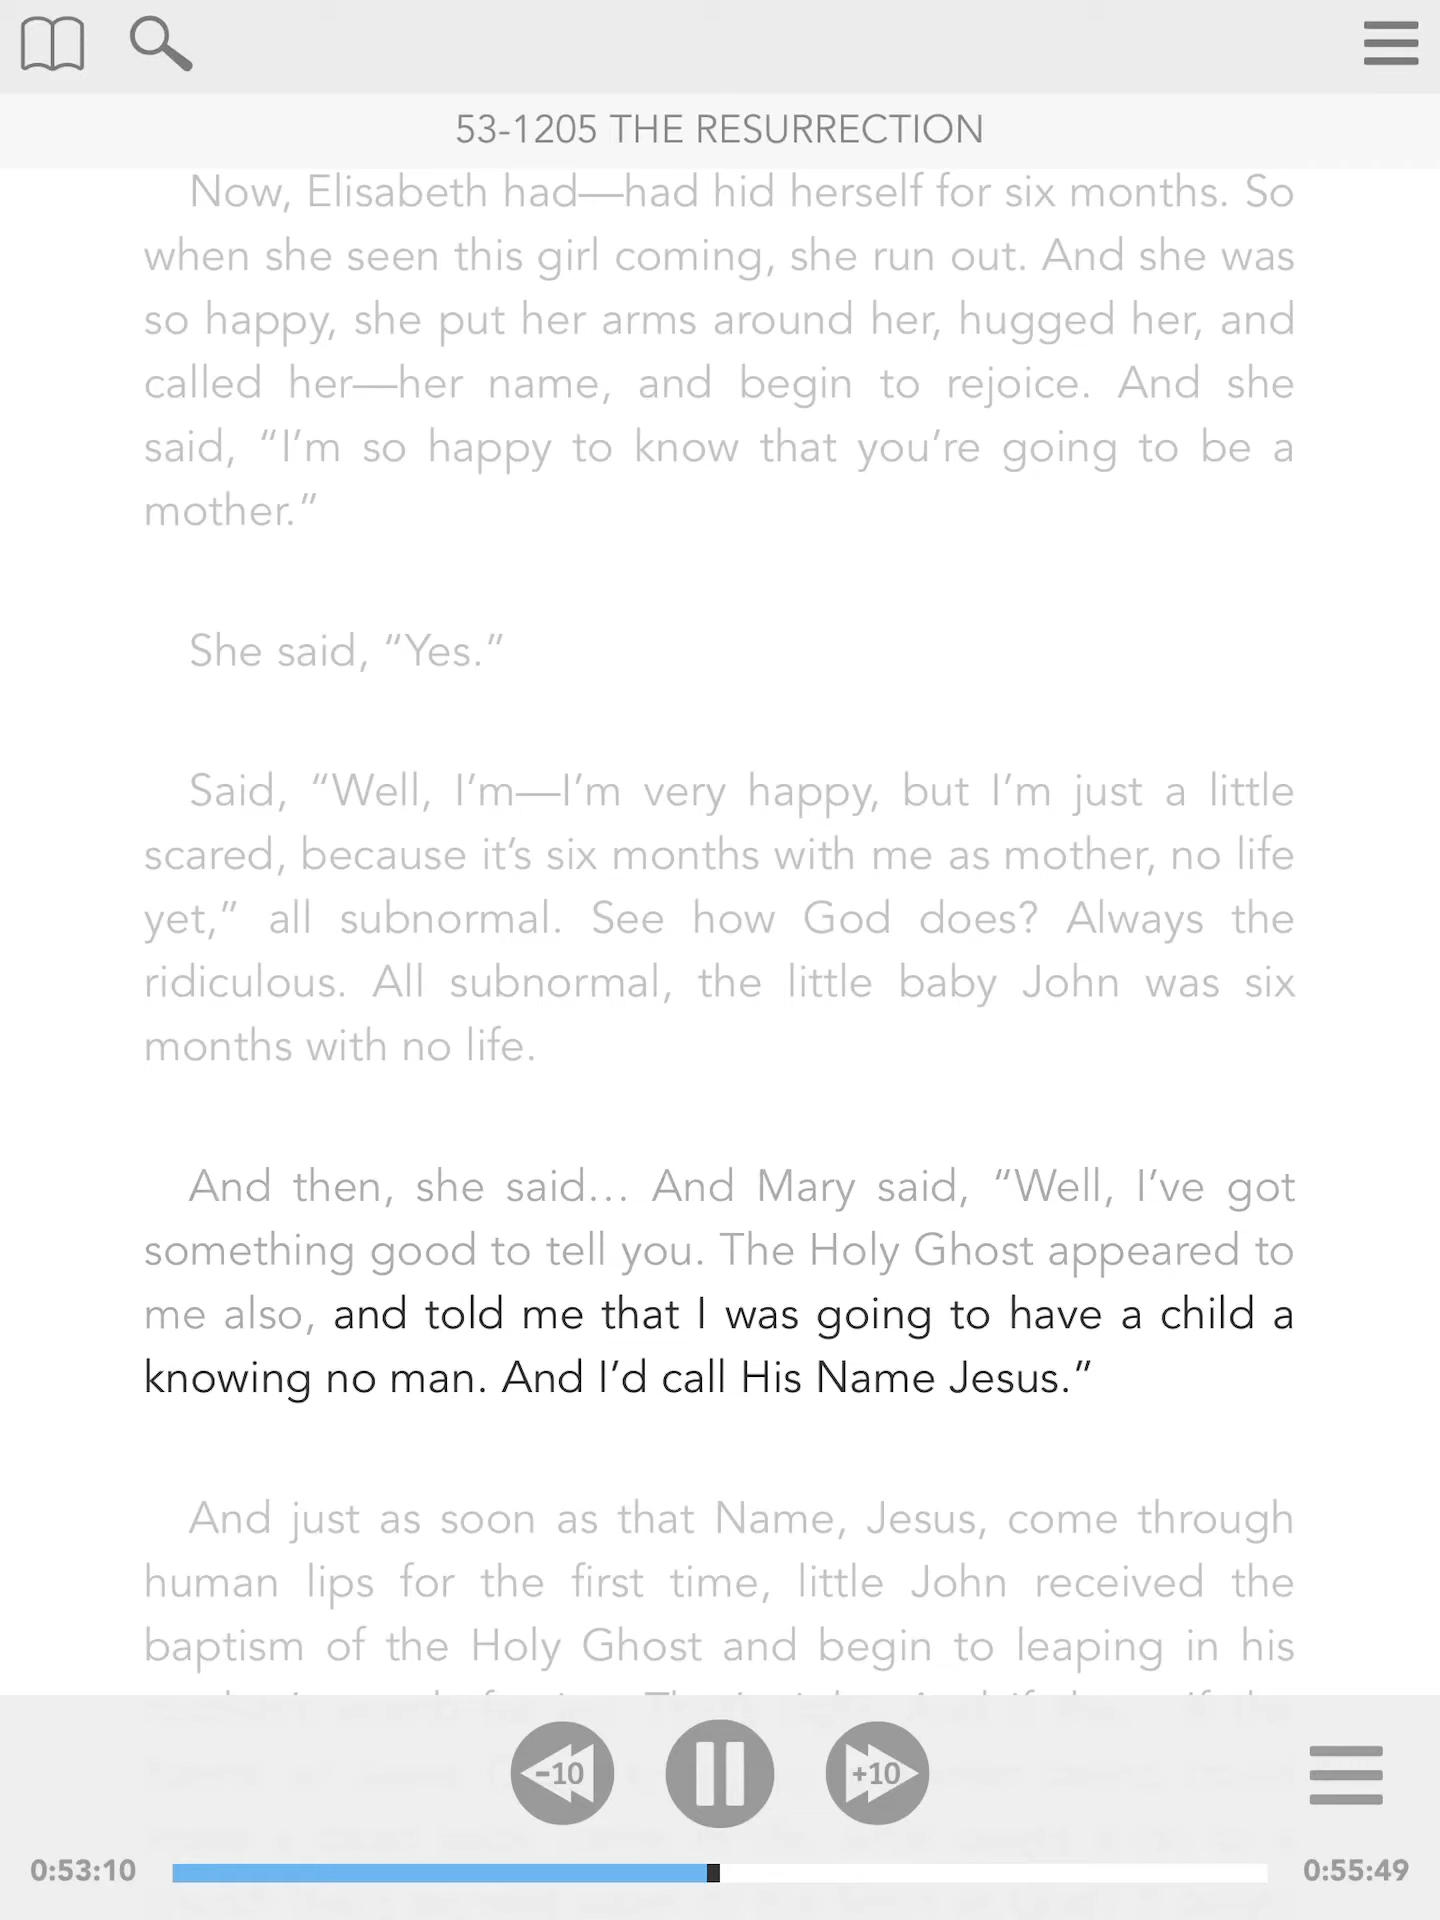 53-1205 THE RESURRECTION
Now, Elisabeth had—had hid herself for six months. So
when she seen this girl coming, she run out. And she was
so happy, she put her arms around her, hugged her, and
called her—her name, and begin to rejoice. And she
said, “I’m so happy to know that you’re going to be a
mother.”
She said, “Yes.”
Said, “Well, I’m—I’m very happy, but I’m just a little
scared, because it’s six months with me as mother, no life
yet,” all subnormal. See how God does? Always the
ridiculous. All subnormal, the little baby John was six
months with no life.
And then, she said… And Mary said, “Well, I’ve got
something good to tell you. The Holy Ghost appeared to
me also, and told me that I was going to have a child a
knowing no man. And I’d call His Name Jesus.”
And just as soon as that Name, Jesus, come through
human lips for the first time, little John received the
baptism of the Holy Ghost and begin to leaping in his
-10 +10
0:53:10 0:55:49